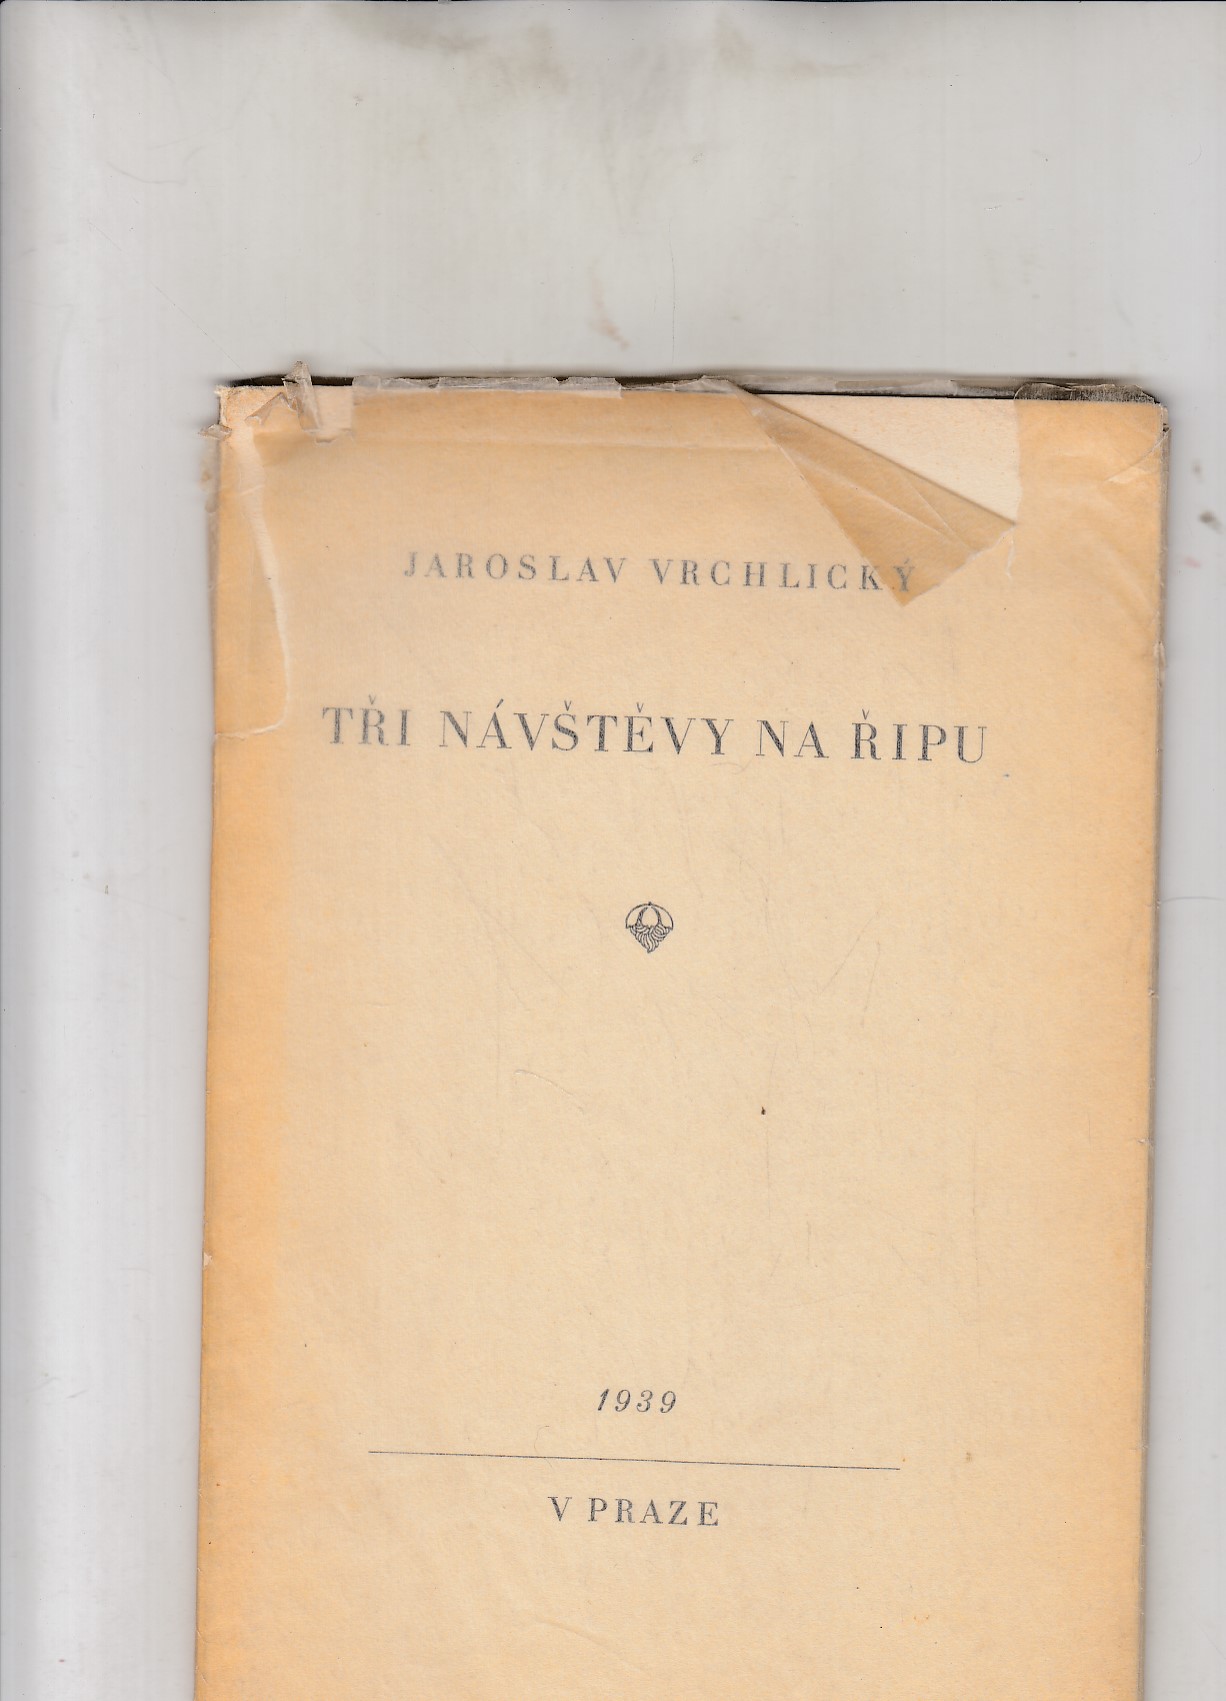 JAROSLAV VRCHLICKÝ
TŘI NÁVŠTĚVY NA ŘIPU
1939
V PRAZE